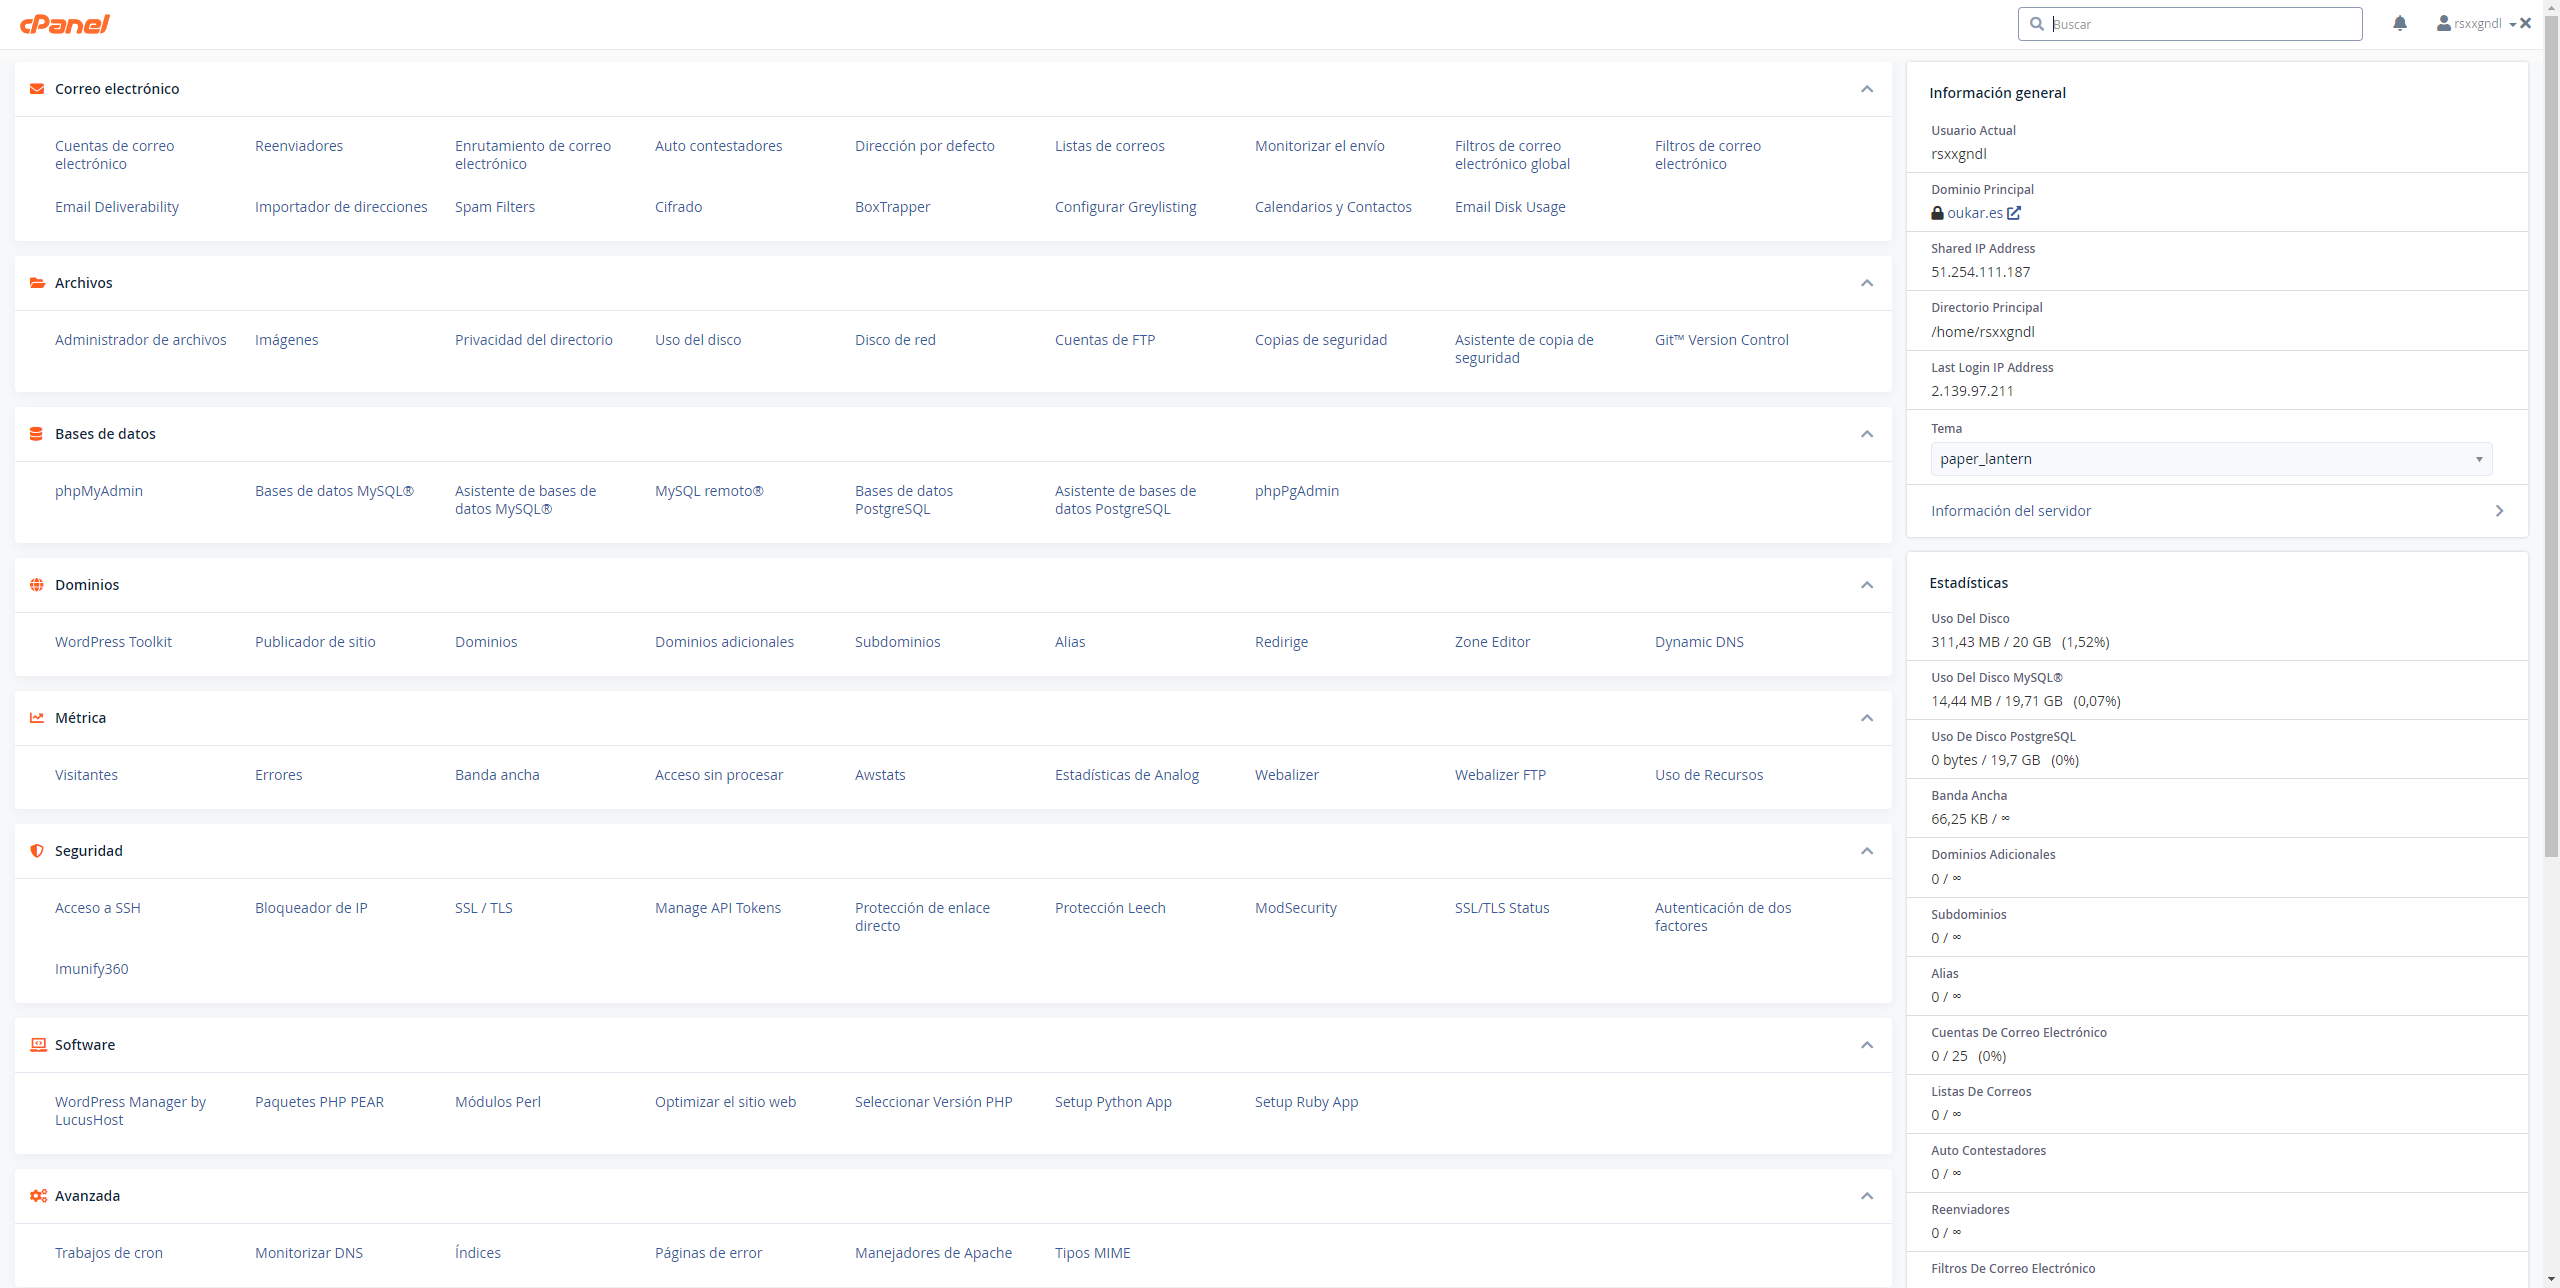 cPanel
Buscar
rsxxgndl
Correo electrónico
Cuentas de correo electrónico
Reenviadores
Enrutamiento de correo electrónico
Auto contestadores
Dirección por defecto
Listas de correos
Monitorizar el envío
Filtros de correo electrónico global
Filtros de correo electrónico
Email Deliverability
Importador de direcciones
Spam Filters
Cifrado
BoxTrapper
Configurar Greylisting
Calendarios y Contactos
Email Disk Usage
Archivos
Administrador de archivos
Imágenes
Privacidad del directorio
Uso del disco
Disco de red
Cuentas de FTP
Copias de seguridad
Asistente de copia de seguridad
Git™ Version Control
Bases de datos
phpMyAdmin
Bases de datos MySQL®
Asistente de bases de datos MySQL®
MySQL remoto®
Bases de datos PostgreSQL
Asistente de bases de datos PostgreSQL
phpPgAdmin
Dominios
WordPress Toolkit
Publicador de sitio
Dominios
Dominios adicionales
Subdominios
Alias
Redirige
Zone Editor
Dynamic DNS
Métrica
Visitantes
Errores
Banda ancha
Acceso sin procesar
Awstats
Estadísticas de Analog
Webalizer
Webalizer FTP
Uso de Recursos
Seguridad
Acceso a SSH
Bloqueador de IP
SSL / TLS
Manage API Tokens
Protección de enlace directo
Protección Leech
ModSecurity
SSL/TLS Status
Autenticación de dos factores
Imunify360
Software
WordPress Manager by LucusHost
Paquetes PHP PEAR
Módulos Perl
Optimizar el sitio web
Seleccionar Versión PHP
Setup Python App
Setup Ruby App
Avanzada
Trabajos de cron
Monitorizar DNS
Índices
Páginas de error
Manejadores de Apache
Tipos MIME
Información general
Usuario Actual
rsxxgndl
Dominio Principal
oukar.es
Shared IP Address
51.254.111.187
Directorio Principal
/home/rsxxgndl
Last Login IP Address
2.139.97.211
Tema
paper_lantern
Información del servidor
Estadísticas
Uso Del Disco
311,43 MB / 20 GB (1,52%)
Uso Del Disco MySQL®
14,44 MB / 19,71 GB (0,07%)
Uso De Disco PostgreSQL
0 bytes / 19,7 GB (0%)
Banda Ancha
66,25 KB / ∞
Dominios Adicionales
0 / ∞
Subdominios
0 / ∞
Alias
0 / ∞
Cuentas De Correo Electrónico
0 / 25 (0%)
Listas De Correos
0 / ∞
Auto Contestadores
0 / ∞
Reenviadores
0 / ∞
Filtros De Correo Electrónico